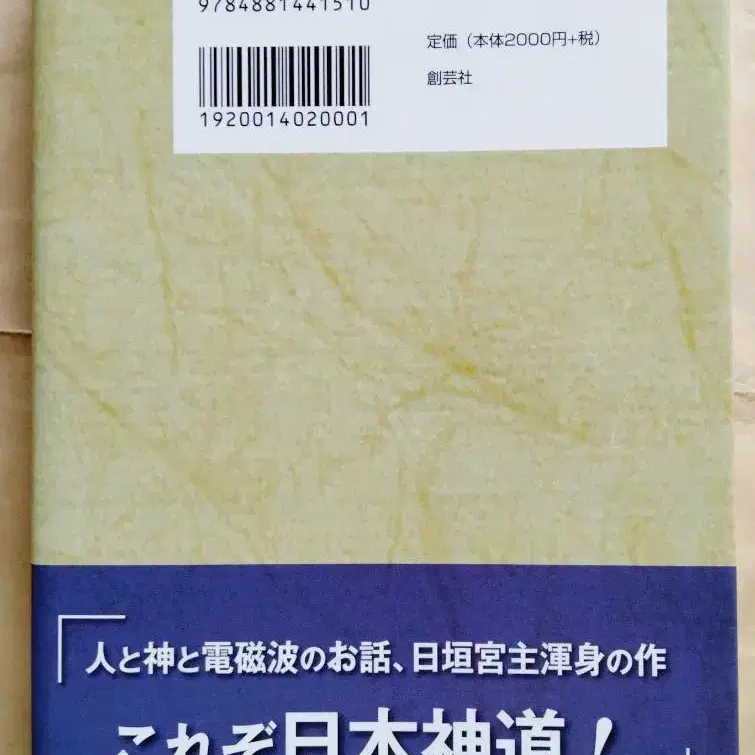 9784881441510
定価（本体2000円+税）
創芸社
1920014020001
「人と神と電磁波のお話、日垣宮主渾身の作
これぞ日本神道！